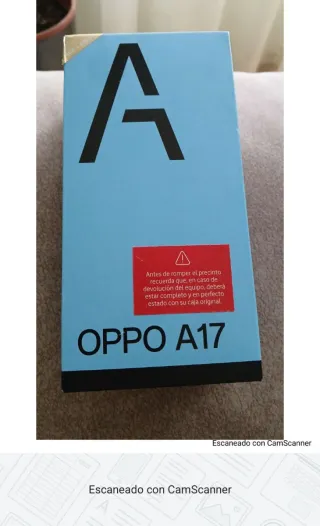 A
Antes de romper el precinto
recuerda que, en caso de
devolución del equipo, deberá
estar completo y en perfecto
estado con su caja original.
OPPO A17
Escaneado con CamScanner
Escaneado con CamScanner